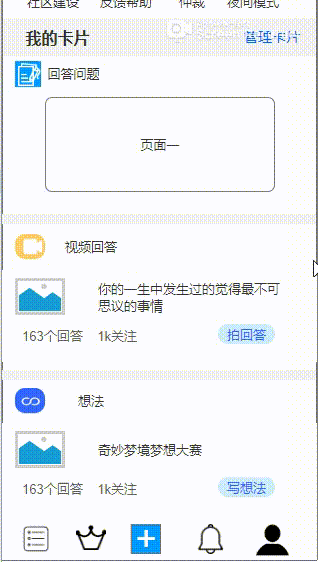 社区建设 反馈帮助 仲裁 夜间模式
我的卡片 管理卡片
回答问题
页面一
视频回答
你的一生中发生过的觉得最不可
思议的事情
163个回答 1k关注 拍回答
想法
奇妙梦境梦想大赛
163个回答 1k关注 写想法